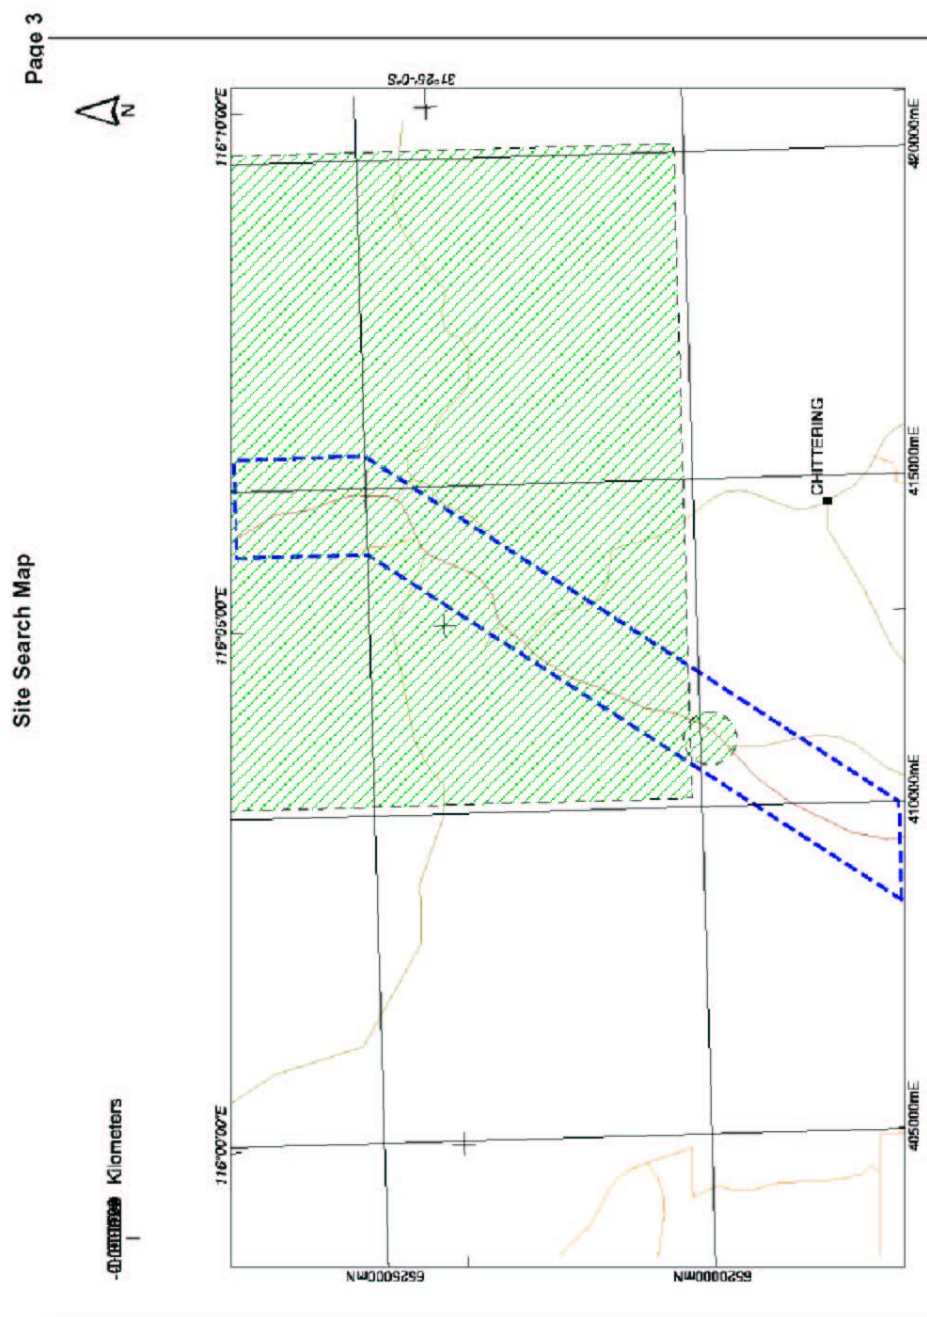 Page 3
Site Search Map
N
Kilometers
116°00'00"E
116°05'00"E
116°10'00"E
31°25'-0"S
6525000mN
6520000mN
CHITTERING
405000mE
410000mE
415000mE
420000mE